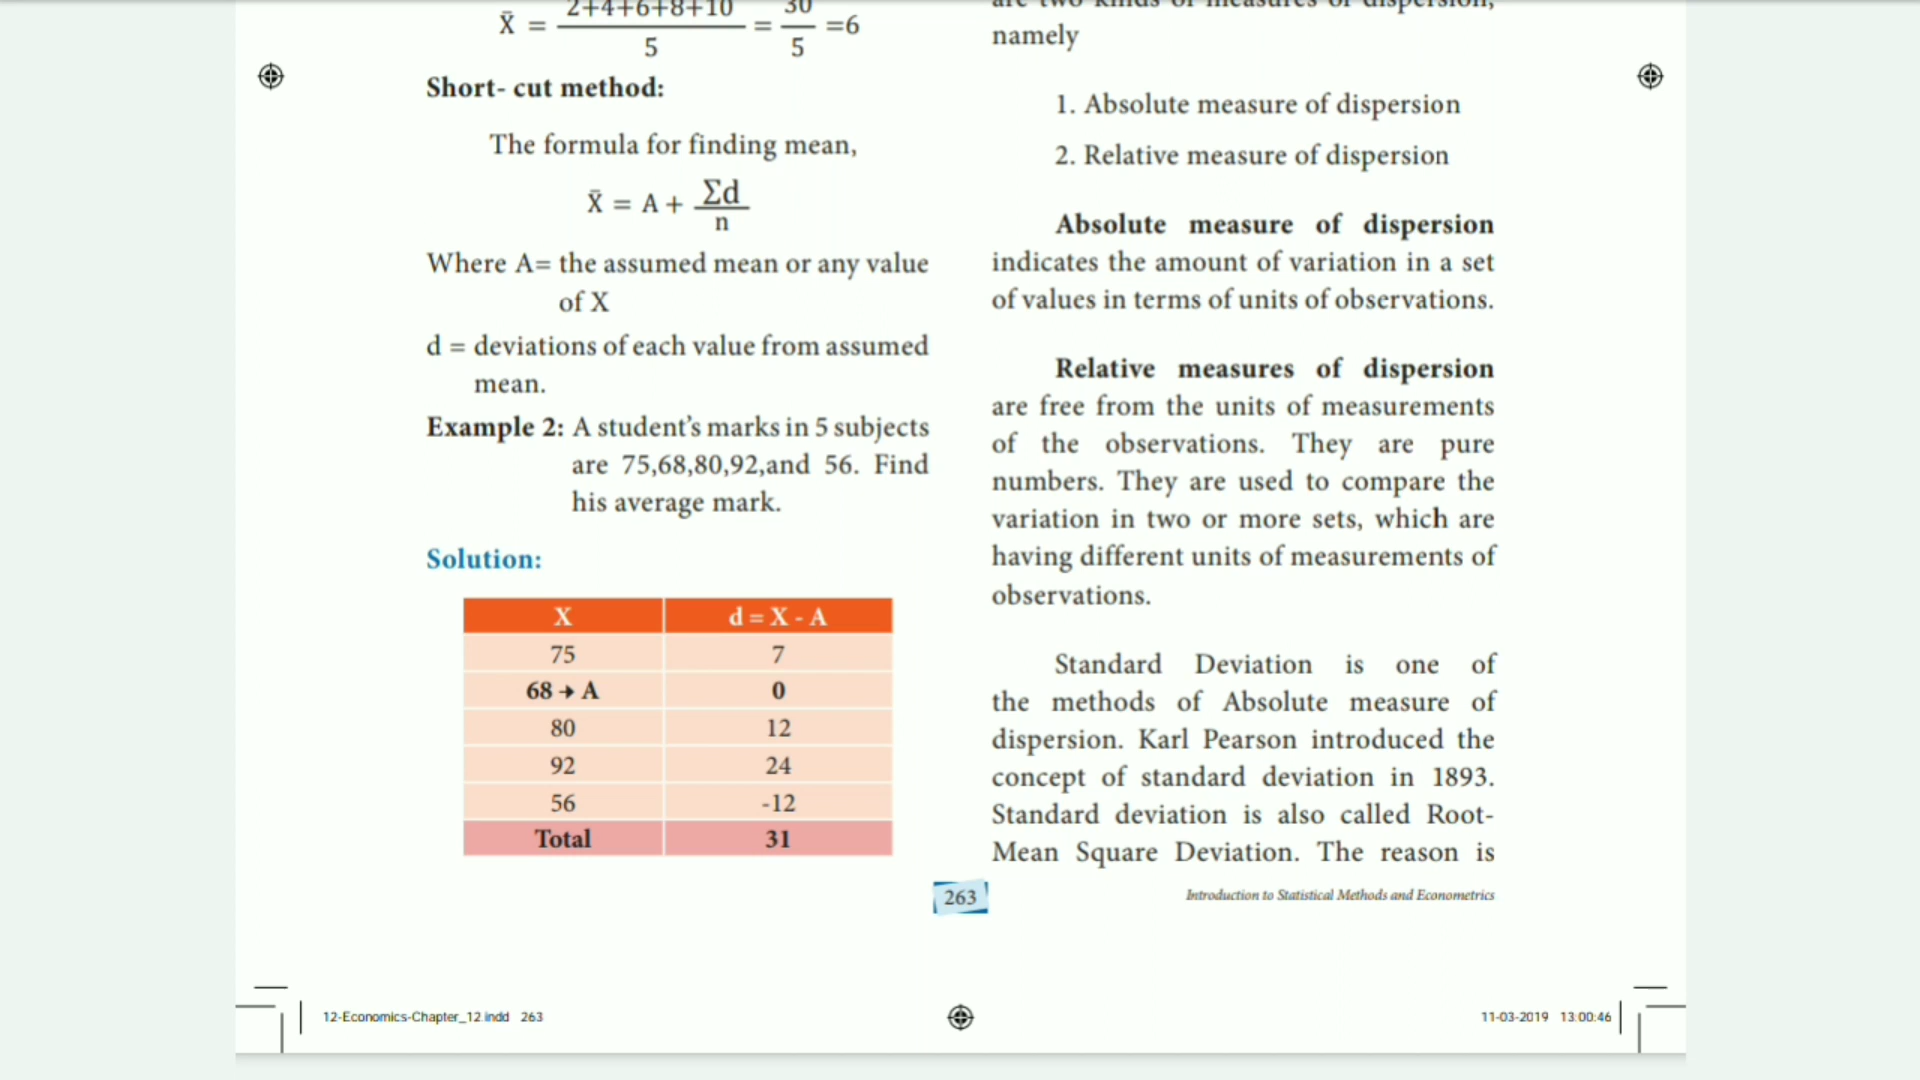 X̄ = 2+4+6+8+10 / 5 = 30 / 5 =6
Short- cut method:
The formula for finding mean,
X̄ = A + Σd / n
Where A= the assumed mean or any value
of X
d = deviations of each value from assumed
mean.
Example 2: A student’s marks in 5 subjects
are 75,68,80,92,and 56. Find
his average mark.
Solution:
X d = X - A
75 7
68 → A 0
80 12
92 24
56 -12
Total 31
are two kinds of measures of dispersion,
namely
1. Absolute measure of dispersion
2. Relative measure of dispersion
Absolute measure of dispersion
indicates the amount of variation in a set
of values in terms of units of observations.
Relative measures of dispersion
are free from the units of measurements
of the observations. They are pure
numbers. They are used to compare the
variation in two or more sets, which are
having different units of measurements of
observations.
Standard Deviation is one of
the methods of Absolute measure of
dispersion. Karl Pearson introduced the
concept of standard deviation in 1893.
Standard deviation is also called Root-
Mean Square Deviation. The reason is
263
Introduction to Statistical Methods and Econometrics
12-Economics-Chapter_12.indd 263
11-03-2019 13:00:46